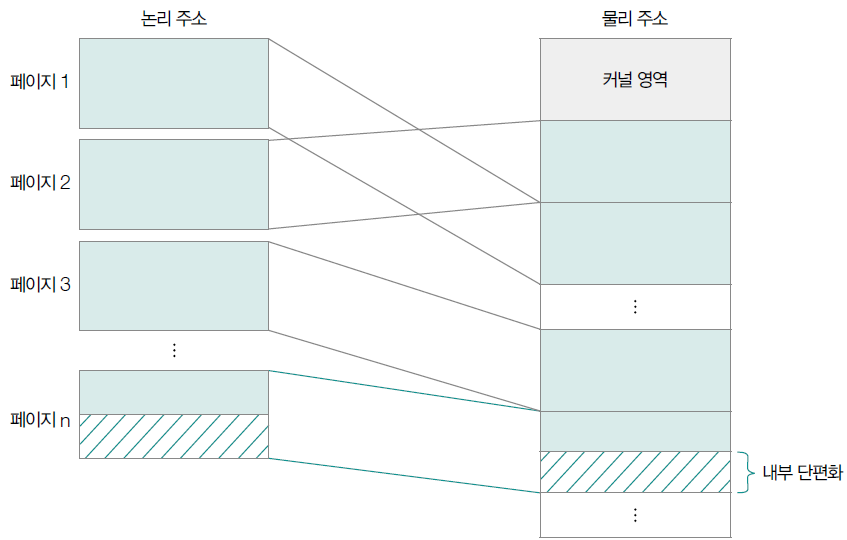 논리 주소
물리 주소
페이지 1
커널 영역
페이지 2
페이지 3
⋮
⋮
페이지 n
내부 단편화
⋮